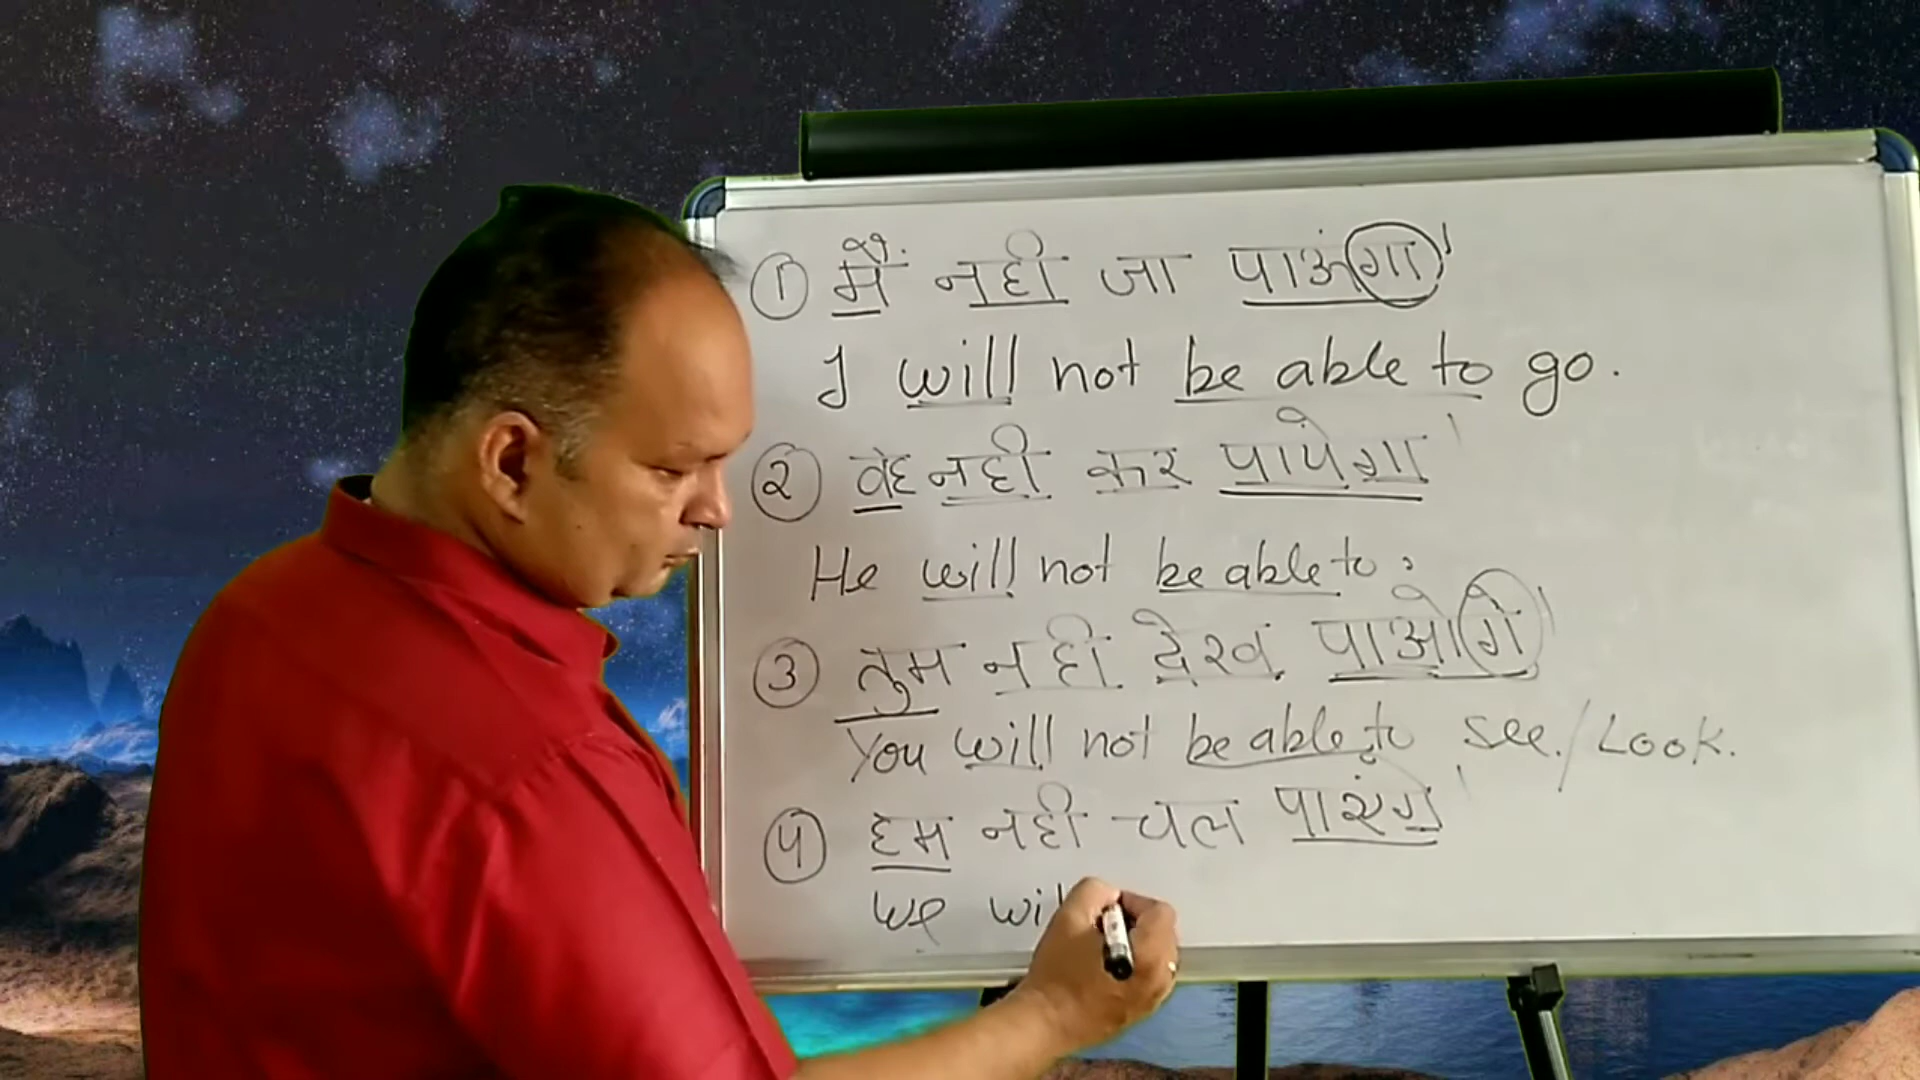 ① मैं नही जा पाऊंगा।
I will not be able to go.
② वह नही कर पायेगा।
He will not be able to.
③ तुम नही देख पाओगे।
You will not be able to see./Look.
④ हम नही चल पाएंगे।
We wil